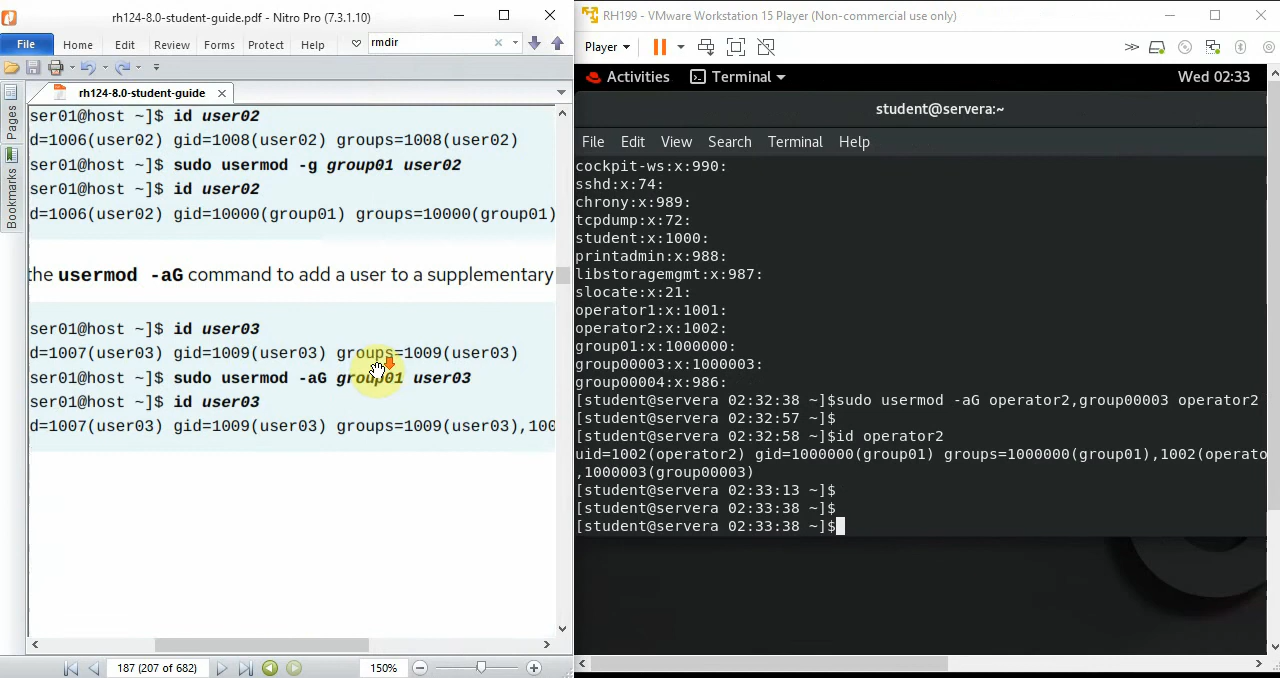 rh124-8.0-student-guide.pdf - Nitro Pro (7.3.1.10)
File Home Edit Review Forms Protect Help rmdir
rh124-8.0-student-guide
Pages
Bookmarks
ser01@host ~]$ id user02
d=1006(user02) gid=1008(user02) groups=1008(user02)
ser01@host ~]$ sudo usermod -g group01 user02
ser01@host ~]$ id user02
d=1006(user02) gid=10000(group01) groups=10000(group01)
the usermod -aG command to add a user to a supplementary
ser01@host ~]$ id user03
d=1007(user03) gid=1009(user03) groups=1009(user03)
ser01@host ~]$ sudo usermod -aG group01 user03
ser01@host ~]$ id user03
d=1007(user03) gid=1009(user03) groups=1009(user03),100
187 (207 of 682) 150%
RH199 - VMware Workstation 15 Player (Non-commercial use only)
Player
Activities Terminal Wed 02:33
student@servera:~
File Edit View Search Terminal Help
cockpit-ws:x:990:
sshd:x:74:
chrony:x:989:
tcpdump:x:72:
student:x:1000:
printadmin:x:988:
libstoragemgmt:x:987:
slocate:x:21:
operator1:x:1001:
operator2:x:1002:
group01:x:1000000:
group00003:x:1000003:
group00004:x:986:
[student@servera 02:32:38 ~]$sudo usermod -aG operator2,group00003 operator2
[student@servera 02:32:57 ~]$
[student@servera 02:32:58 ~]$id operator2
uid=1002(operator2) gid=1000000(group01) groups=1000000(group01),1002(operato
,1000003(group00003)
[student@servera 02:33:13 ~]$
[student@servera 02:33:38 ~]$
[student@servera 02:33:38 ~]$